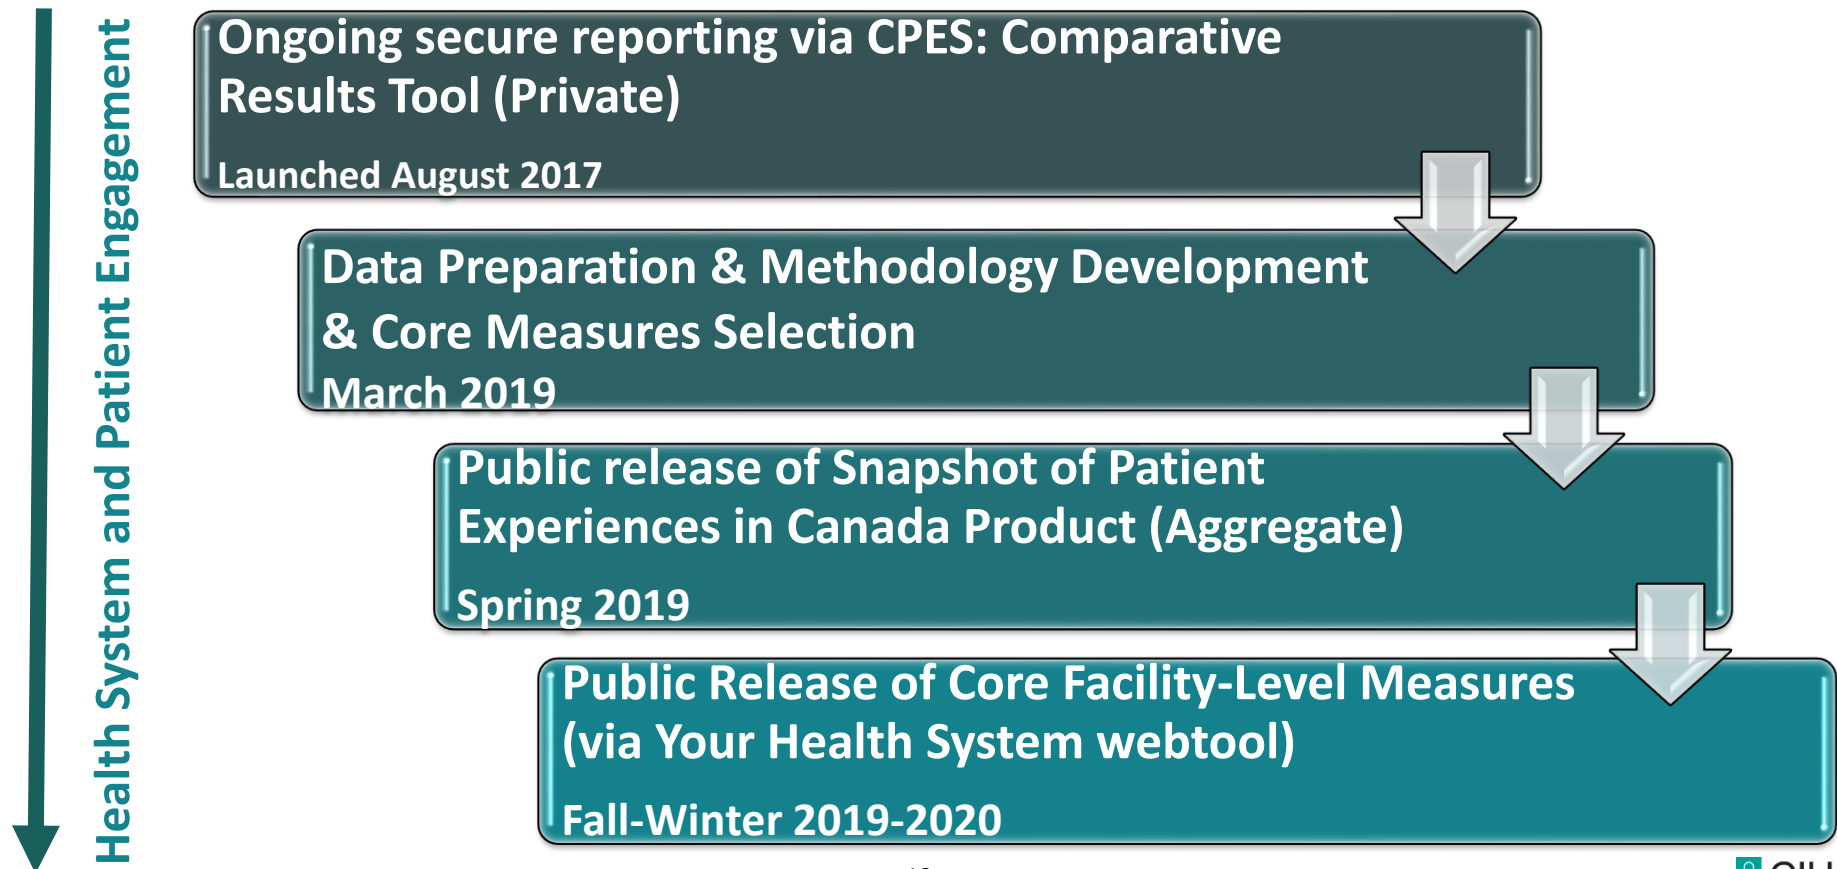 Health System and Patient Engagement
Ongoing secure reporting via CPES: Comparative
Results Tool (Private)
Launched August 2017
Data Preparation & Methodology Development
& Core Measures Selection
March 2019
Public release of Snapshot of Patient
Experiences in Canada Product (Aggregate)
Spring 2019
Public Release of Core Facility-Level Measures
(via Your Health System webtool)
Fall-Winter 2019-2020